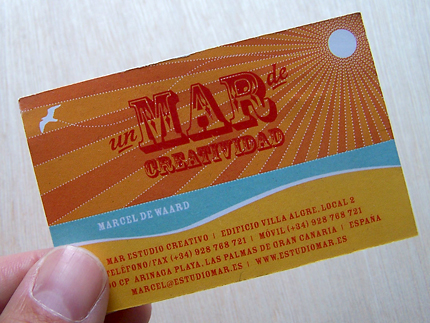 un MAR de
CREATIVIDAD
MARCEL DE WAARD
MAR ESTUDIO CREATIVO | EDIFICIO VILLA ALGRE, LOCAL 2
TELÉFONO/FAX (+34) 928 768 721 | MÓVIL (+34) 928 768 721
CP ARINAGA PLAYA, LAS PALMAS DE GRAN CANARIA | ESPAÑA
MARCEL@ESTUDIOMAR.ES | WWW.ESTUDIOMAR.ES